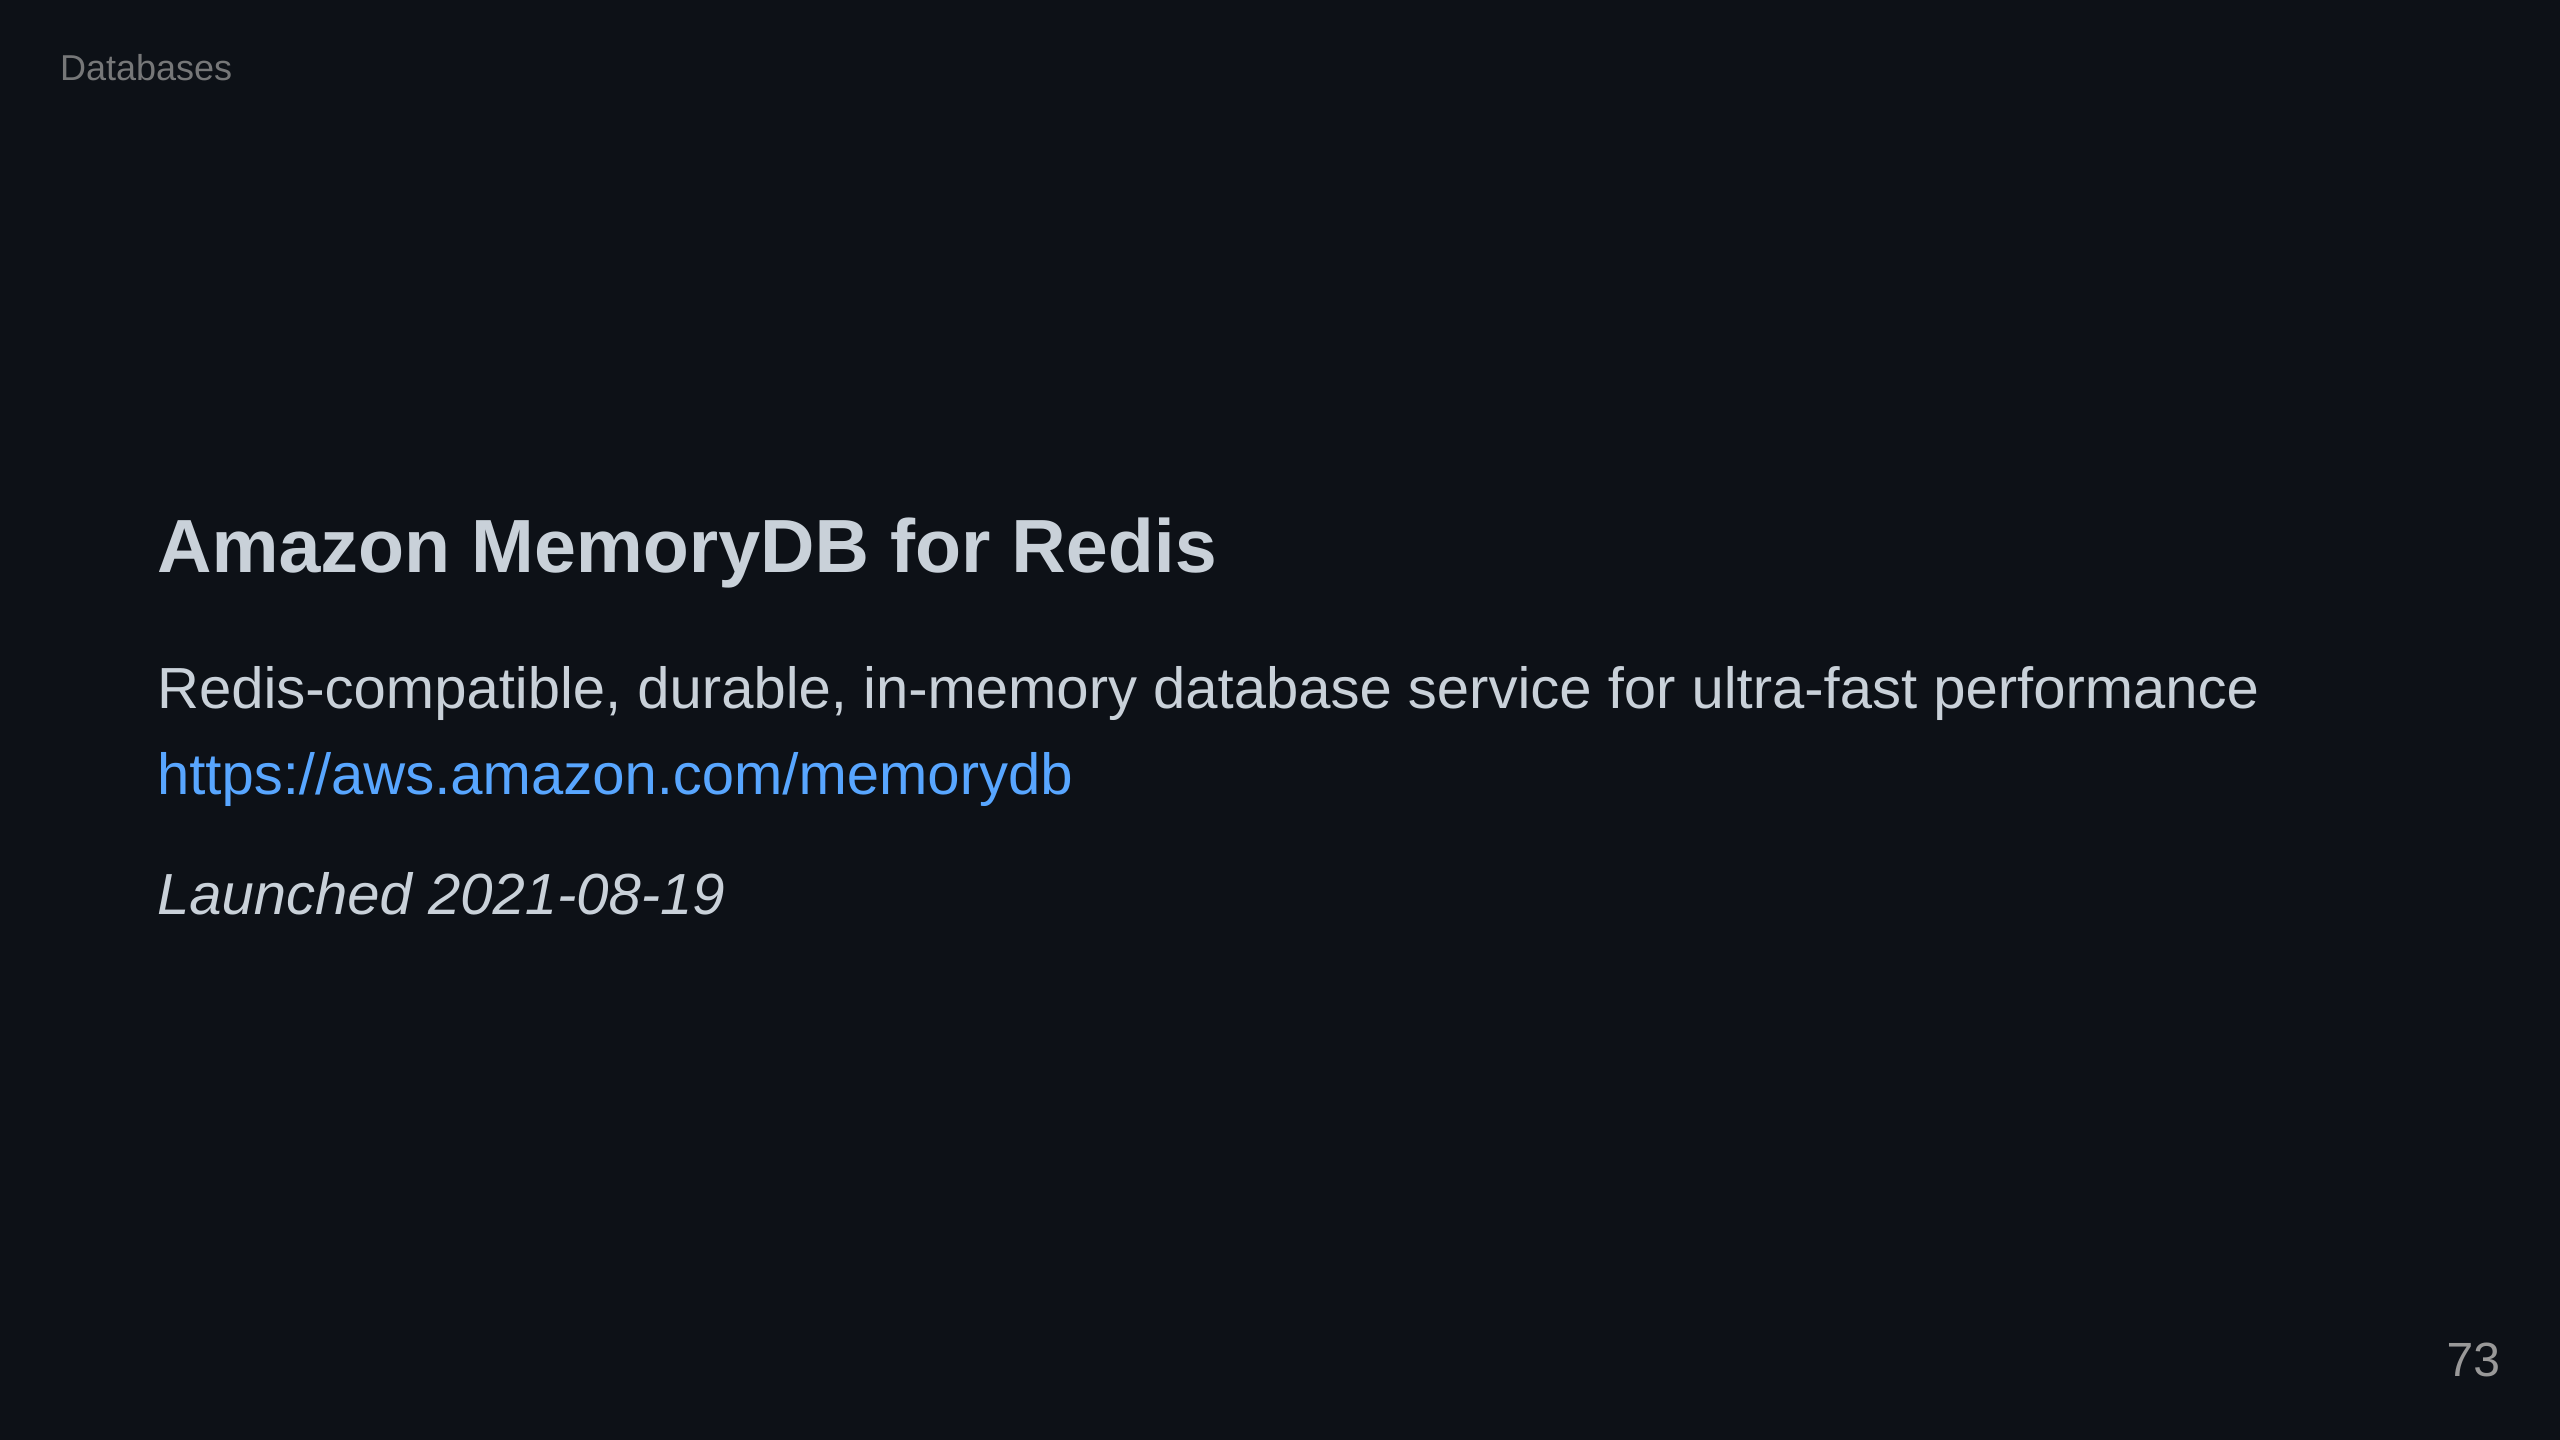 Databases
Amazon MemoryDB for Redis
Redis-compatible, durable, in-memory database service for ultra-fast performance
https://aws.amazon.com/memorydb
Launched 2021-08-19
73